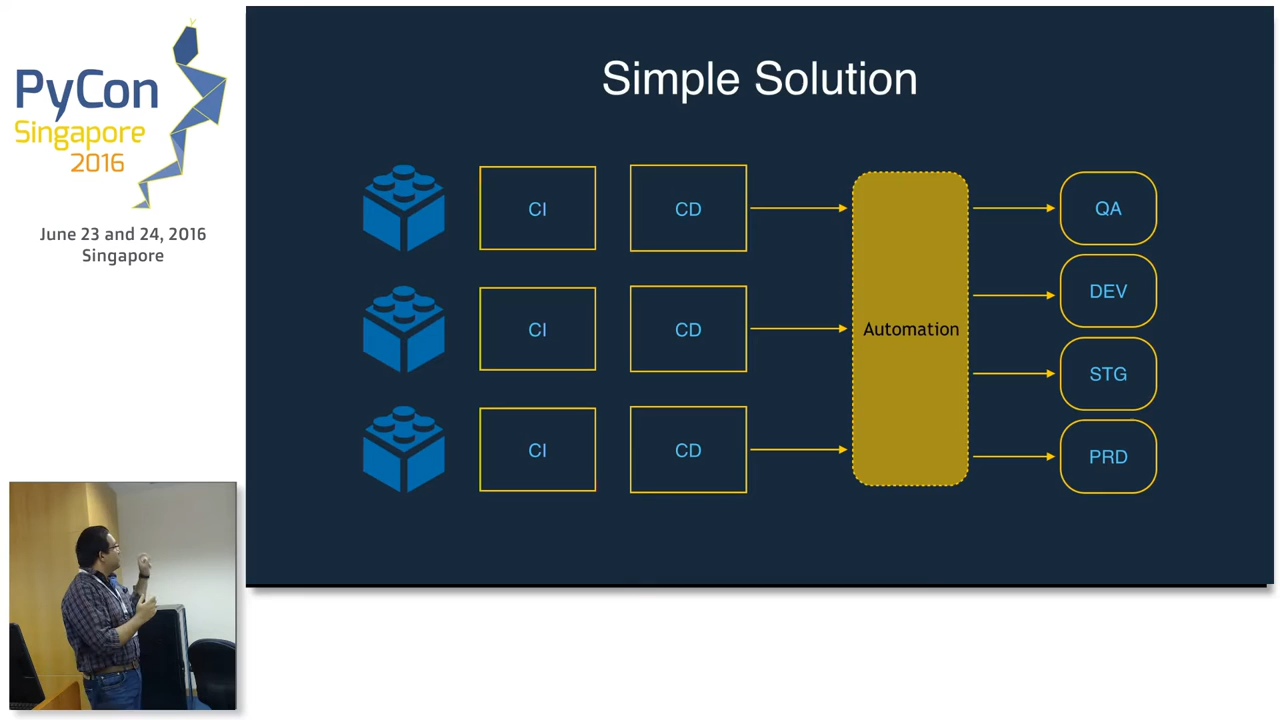 PyCon
Singapore
2016
June 23 and 24, 2016
Singapore
Simple Solution
CI
CD
QA
CI
CD
Automation
DEV
STG
CI
CD
PRD